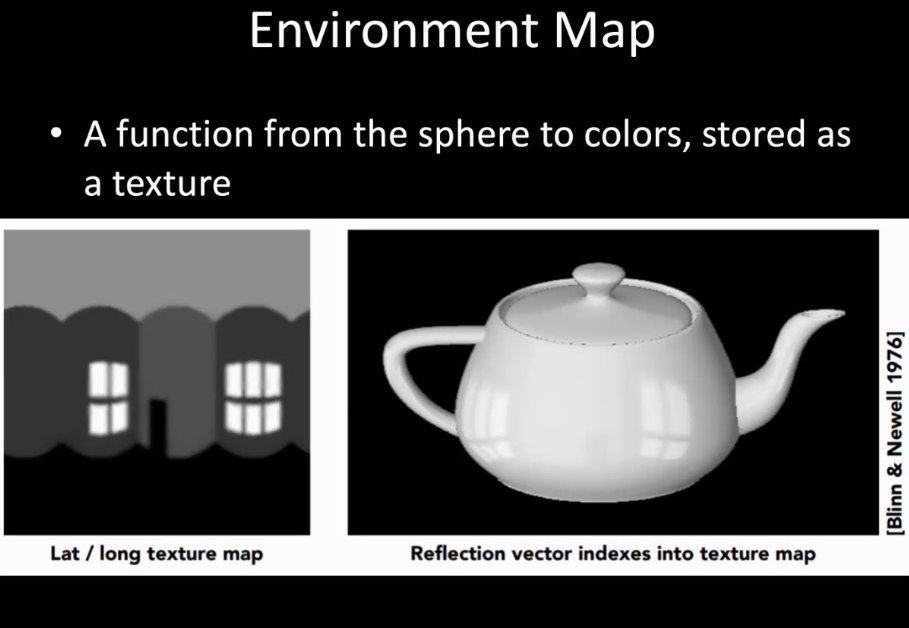 Environment Map
• A function from the sphere to colors, stored as
a texture
Lat / long texture map
Reflection vector indexes into texture map
[Blinn & Newell 1976]